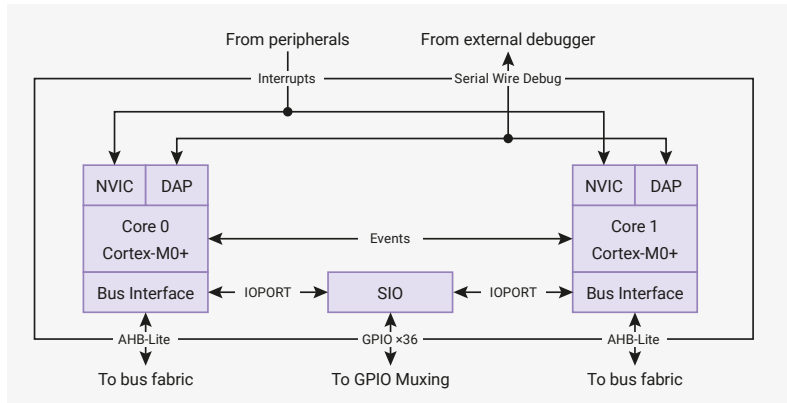 From peripherals
From external debugger
Interrupts
Serial Wire Debug
NVIC
DAP
NVIC
DAP
Core 0
Cortex-M0+
Events
Core 1
Cortex-M0+
Bus Interface
IOPORT
SIO
IOPORT
Bus Interface
AHB-Lite
GPIO ×36
AHB-Lite
To bus fabric
To GPIO Muxing
To bus fabric